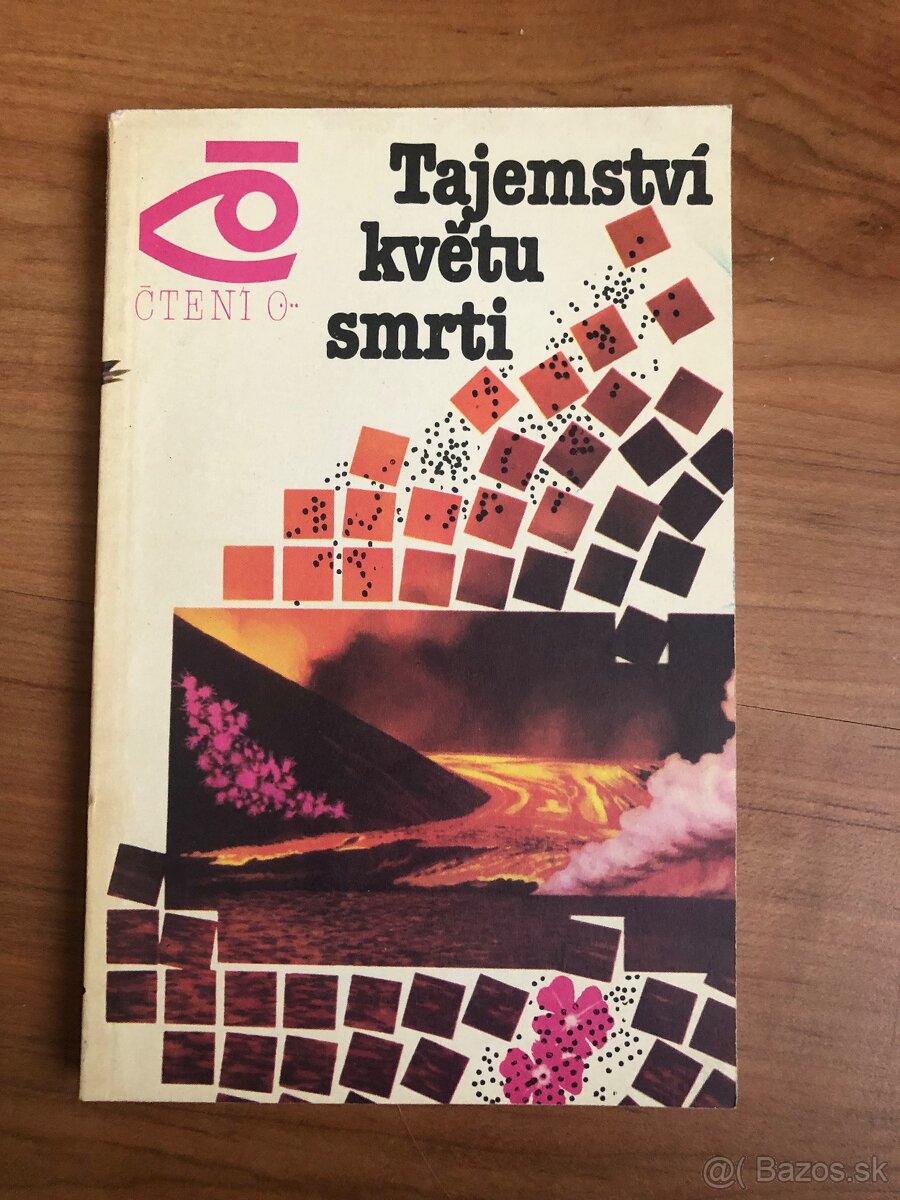 Tajemství
květu
smrti
ČTENÍ O··
@( Bazos.sk